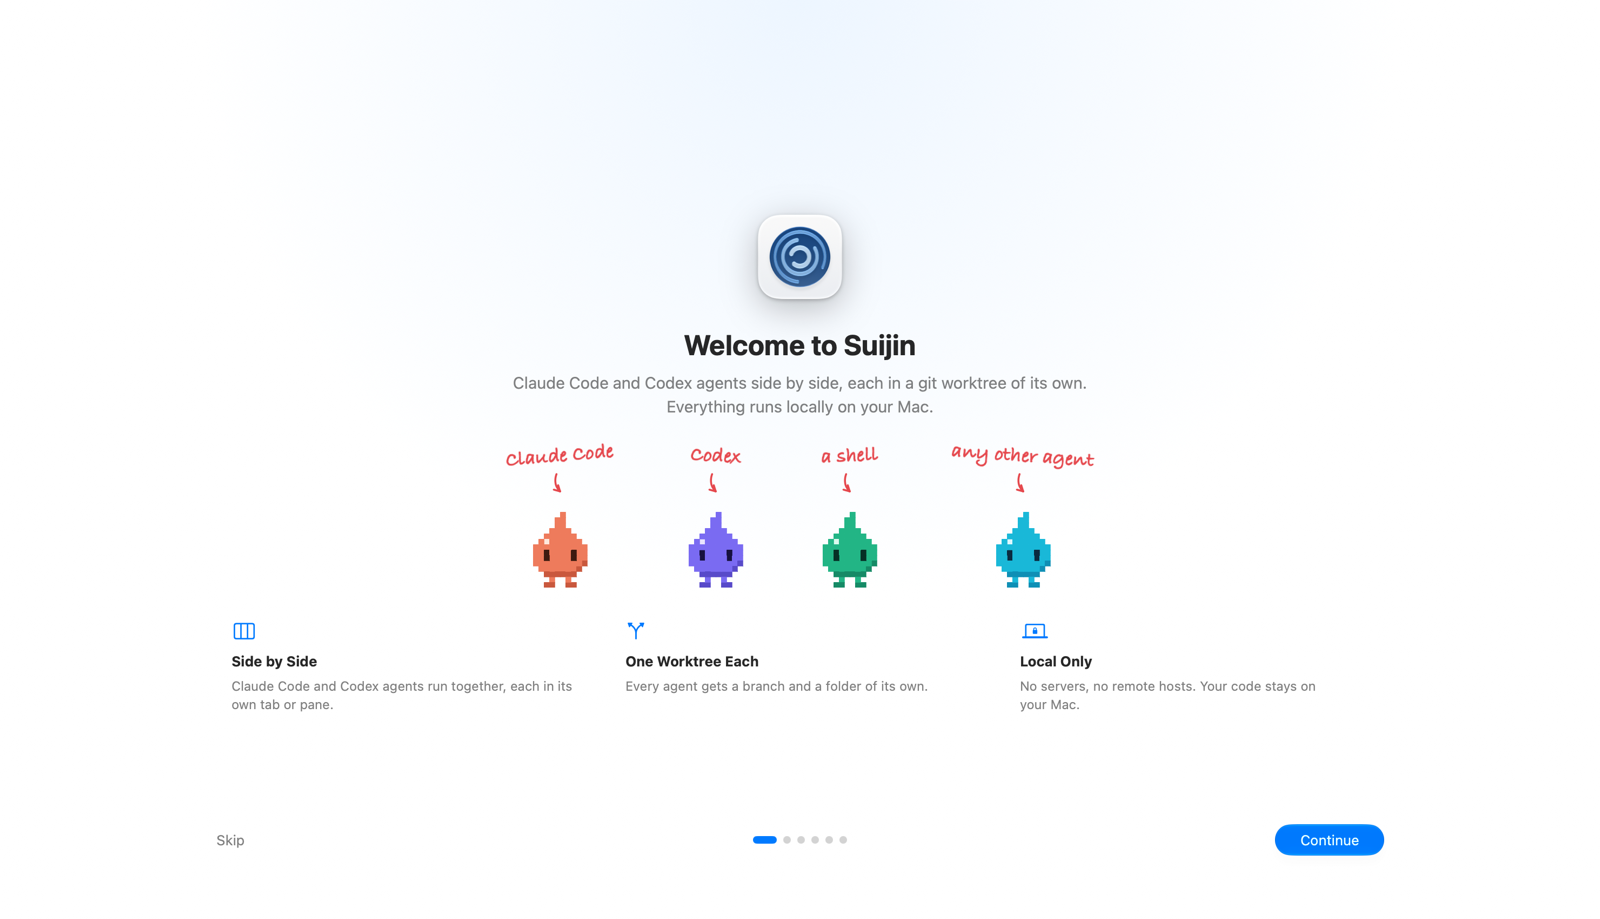 Welcome to Suijin
Claude Code and Codex agents side by side, each in a git worktree of its own.
Everything runs locally on your Mac.
Claude Code
Codex
a shell
any other agent
Side by Side
Claude Code and Codex agents run together, each in its
own tab or pane.
One Worktree Each
Every agent gets a branch and a folder of its own.
Local Only
No servers, no remote hosts. Your code stays on
your Mac.
Skip
Continue